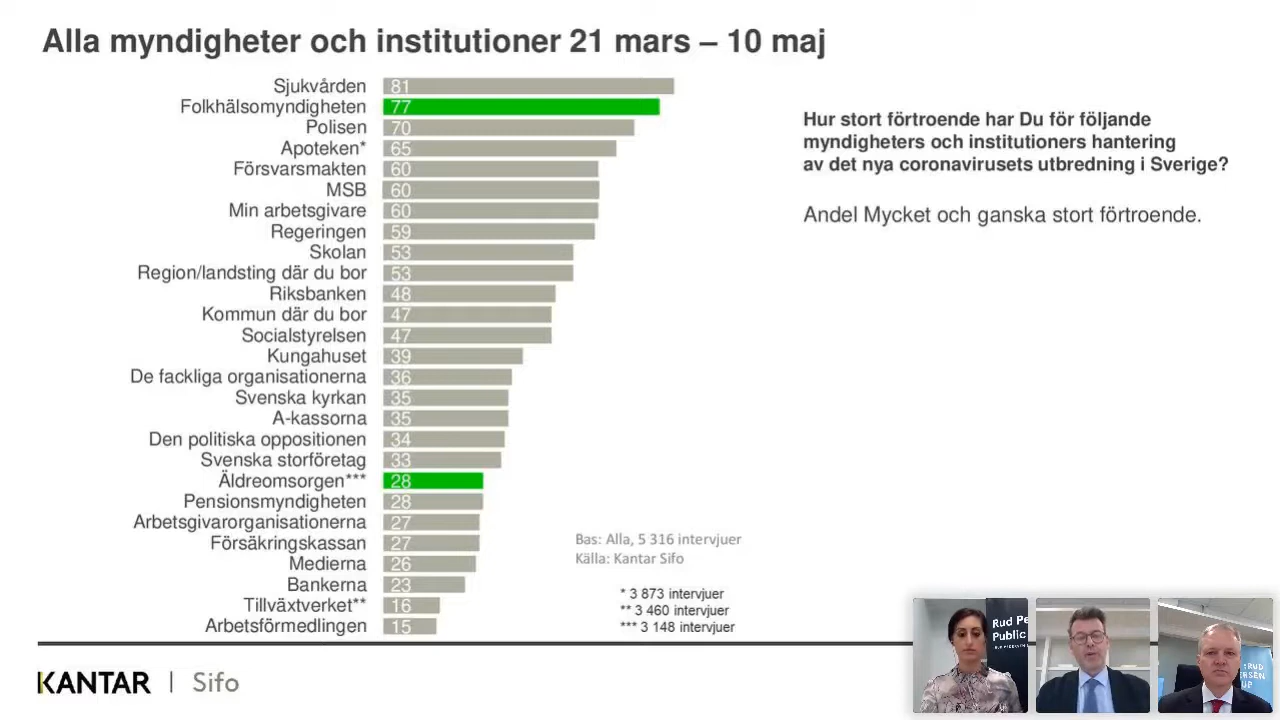 Alla myndigheter och institutioner 21 mars – 10 maj
Sjukvården 81
Folkhälsomyndigheten 77
Polisen 70
Apoteken* 65
Försvarsmakten 60
MSB 60
Min arbetsgivare 60
Regeringen 59
Skolan 53
Region/landsting där du bor 53
Riksbanken 48
Kommun där du bor 47
Socialstyrelsen 47
Kungahuset 39
De fackliga organisationerna 36
Svenska kyrkan 35
A-kassorna 35
Den politiska oppositionen 34
Svenska storföretag 33
Äldreomsorgen*** 28
Pensionsmyndigheten 28
Arbetsgivarorganisationerna 27
Försäkringskassan 27
Medierna 26
Bankerna 23
Tillväxtverket** 16
Arbetsförmedlingen 15
Hur stort förtroende har Du för följande
myndigheters och institutioners hantering
av det nya coronavirusets utbredning i Sverige?
Andel Mycket och ganska stort förtroende.
Bas: Alla, 5 316 intervjuer
Källa: Kantar Sifo
* 3 873 intervjuer
** 3 460 intervjuer
*** 3 148 intervjuer
KANTAR | Sifo
Rud Pe
Public
RUD
ERSEN
UP